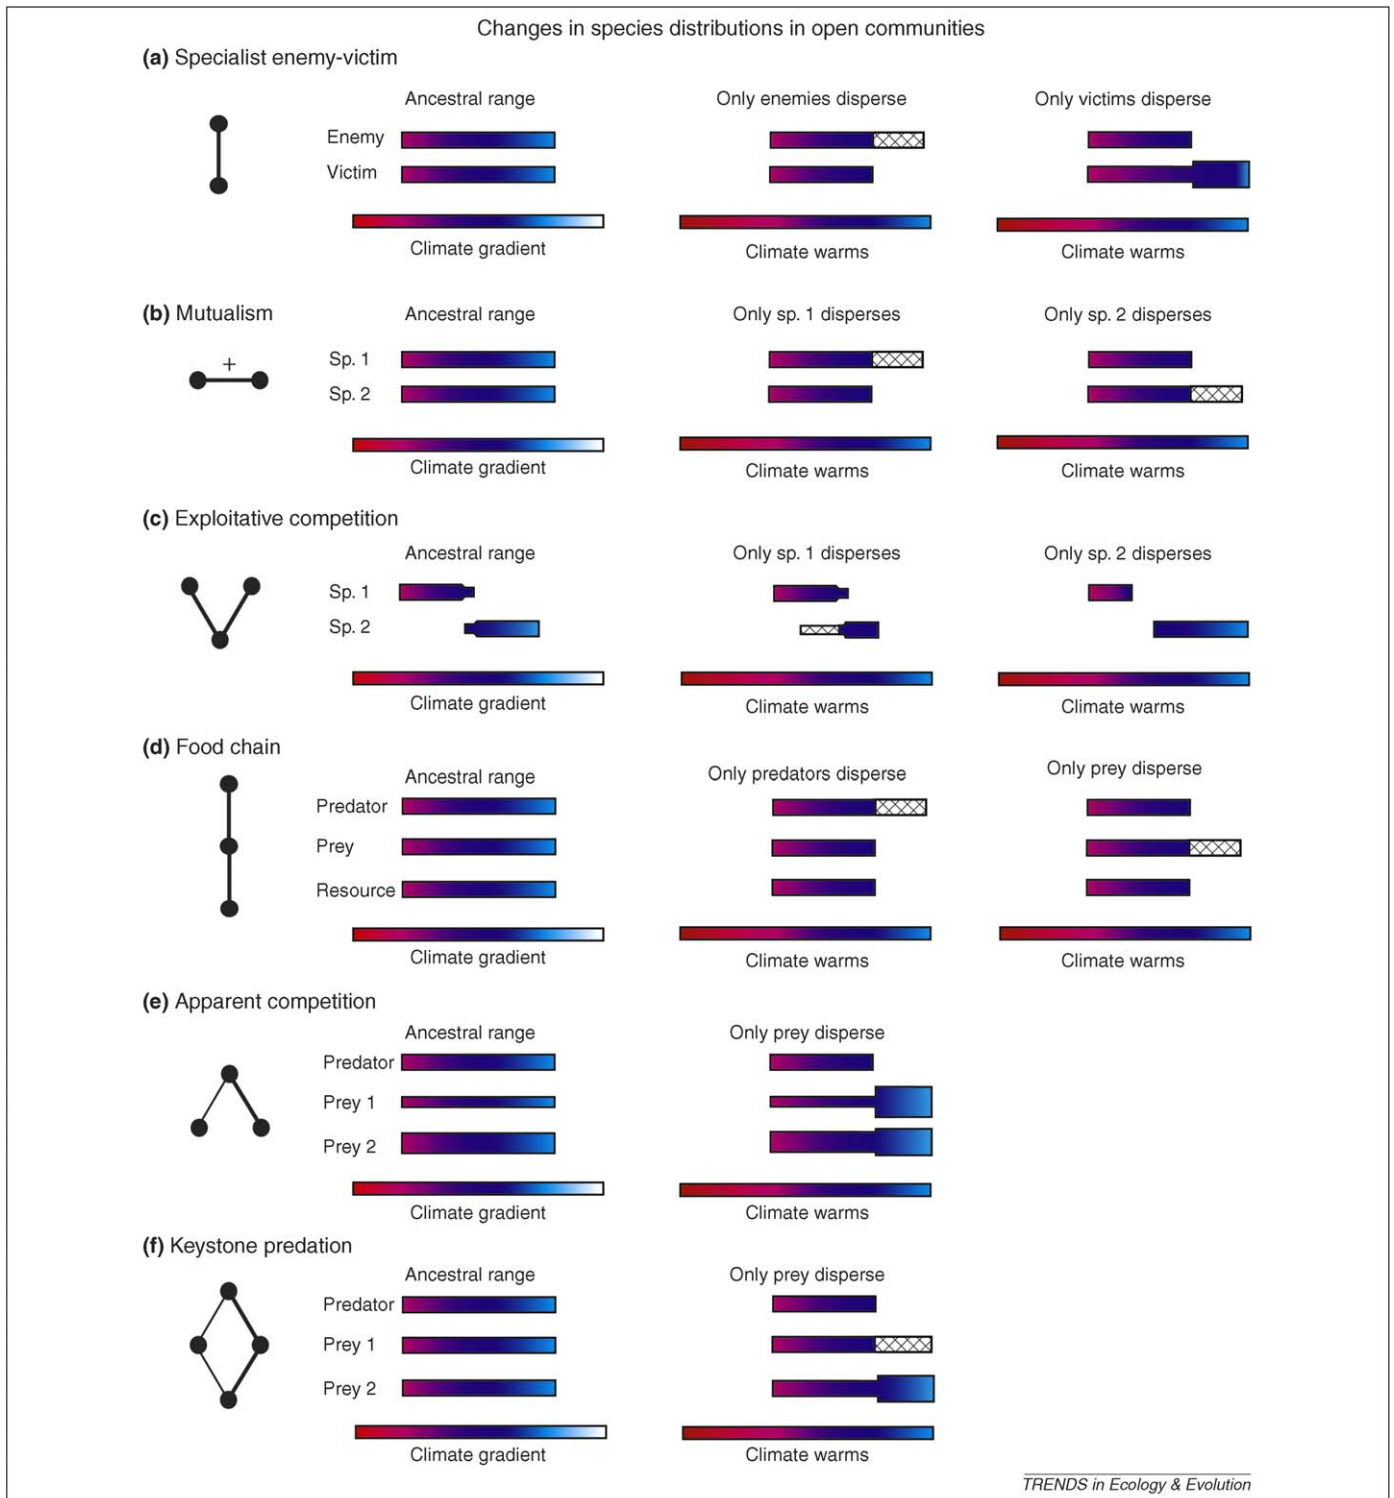 Changes in species distributions in open communities
(a) Specialist enemy-victim
Ancestral range Only enemies disperse Only victims disperse
Enemy
Victim
Climate gradient Climate warms Climate warms
(b) Mutualism Ancestral range Only sp. 1 disperses Only sp. 2 disperses
+
Sp. 1
Sp. 2
Climate gradient Climate warms Climate warms
(c) Exploitative competition
Ancestral range Only sp. 1 disperses Only sp. 2 disperses
Sp. 1
Sp. 2
Climate gradient Climate warms Climate warms
(d) Food chain
Ancestral range Only predators disperse Only prey disperse
Predator
Prey
Resource
Climate gradient Climate warms Climate warms
(e) Apparent competition
Ancestral range Only prey disperse
Predator
Prey 1
Prey 2
Climate gradient Climate warms
(f) Keystone predation
Ancestral range Only prey disperse
Predator
Prey 1
Prey 2
Climate gradient Climate warms
TRENDS in Ecology & Evolution